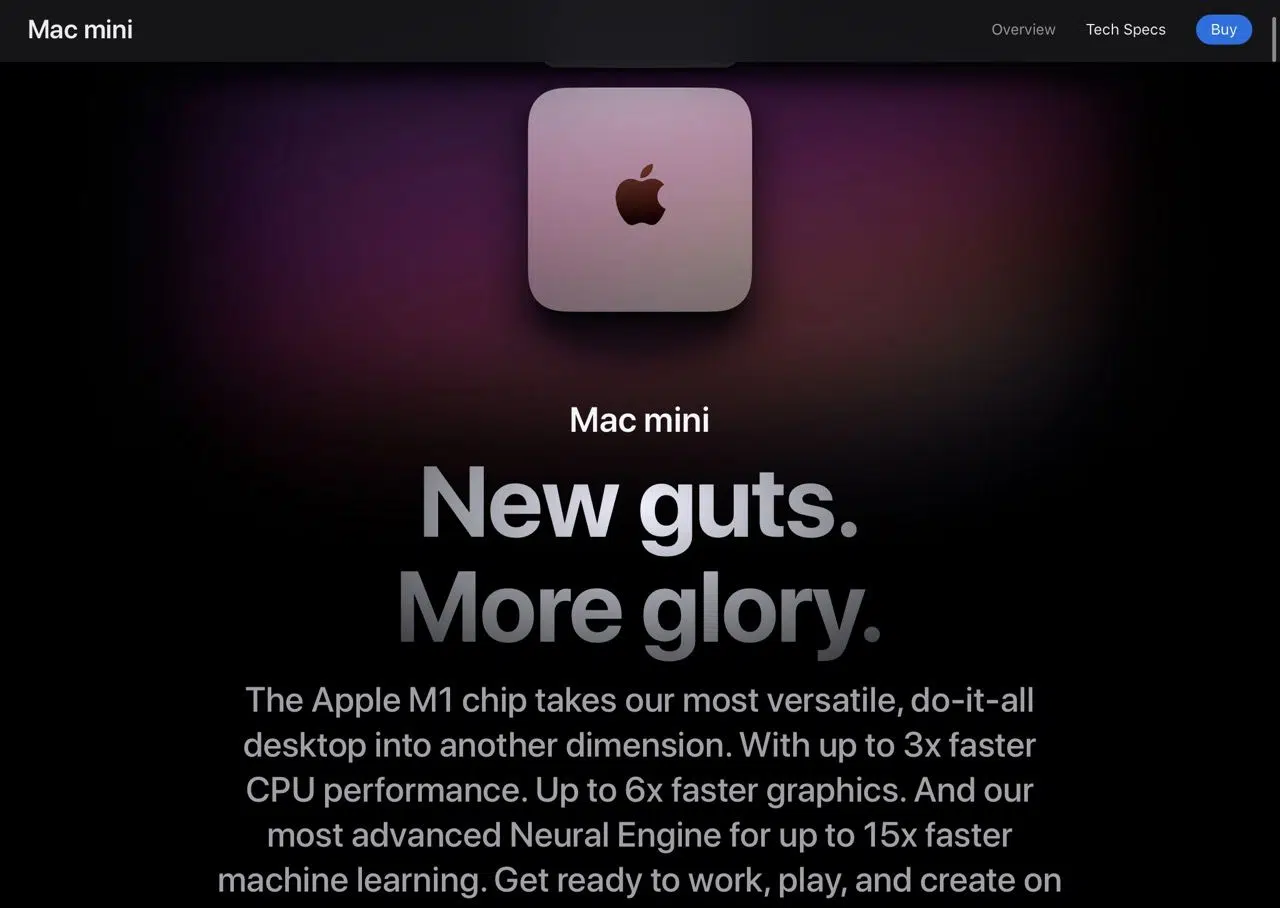 Mac mini
Overview
Tech Specs
Buy
Mac mini
New guts.
More glory.
The Apple M1 chip takes our most versatile, do-it-all
desktop into another dimension. With up to 3x faster
CPU performance. Up to 6x faster graphics. And our
most advanced Neural Engine for up to 15x faster
machine learning. Get ready to work, play, and create on